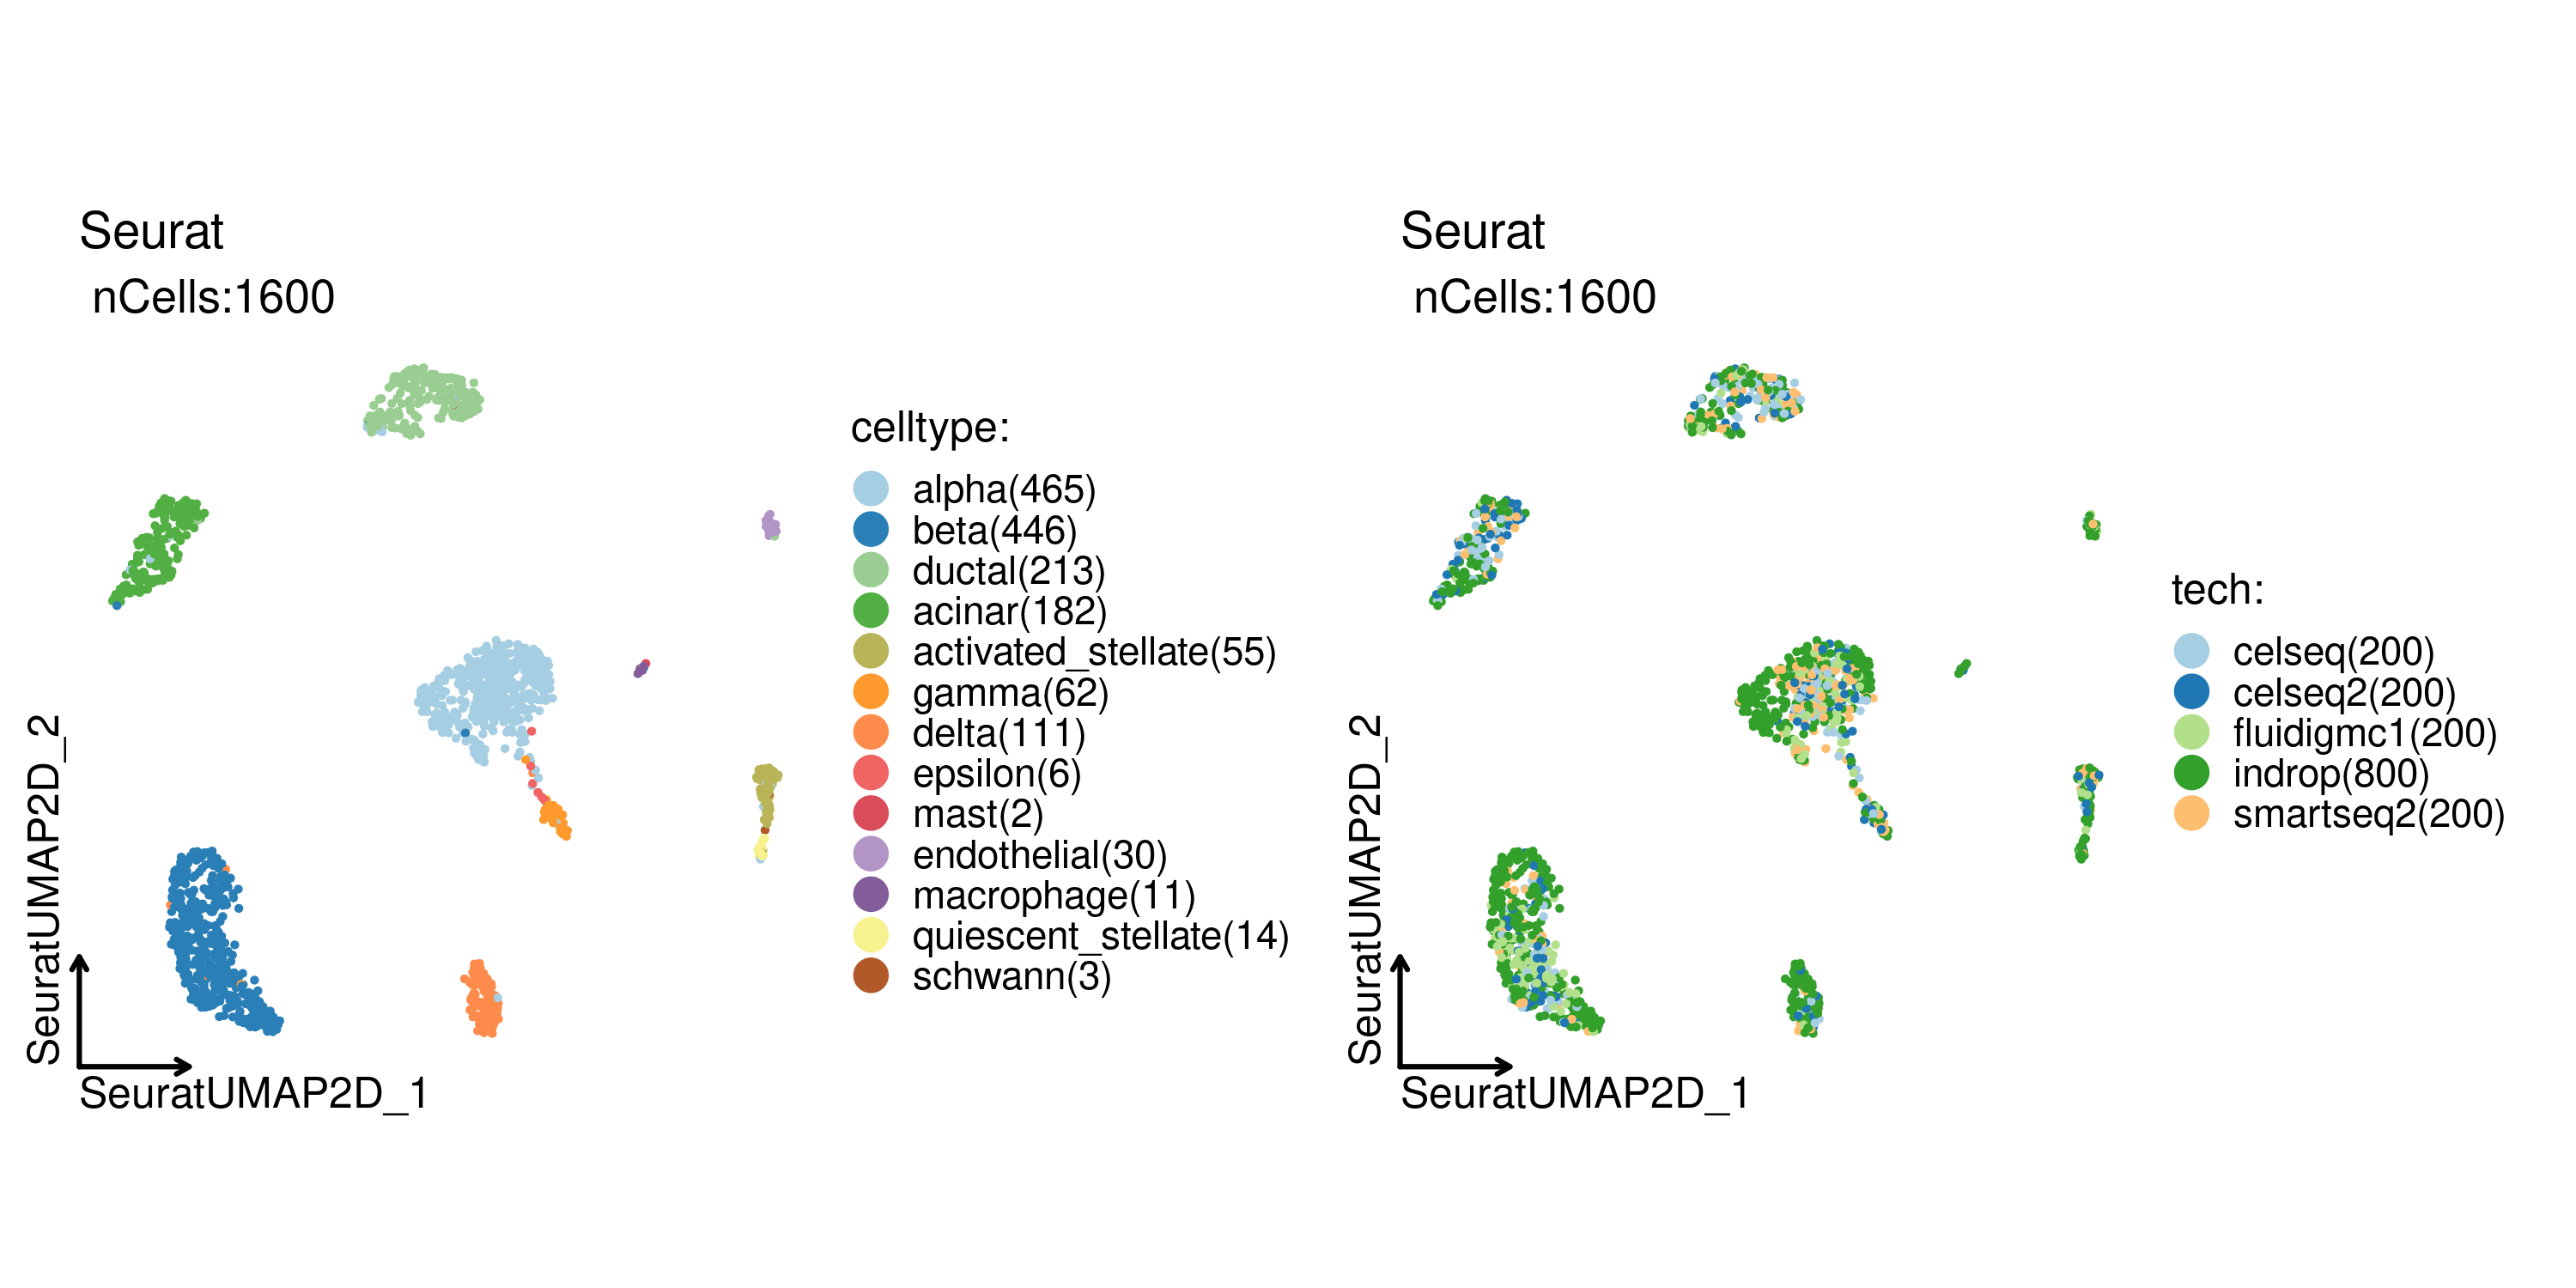 Seurat
nCells:1600
celltype:
alpha(465)
beta(446)
ductal(213)
acinar(182)
activated_stellate(55)
gamma(62)
delta(111)
epsilon(6)
mast(2)
endothelial(30)
macrophage(11)
quiescent_stellate(14)
schwann(3)
SeuratUMAP2D_2
SeuratUMAP2D_1
Seurat
nCells:1600
tech:
celseq(200)
celseq2(200)
fluidigmc1(200)
indrop(800)
smartseq2(200)
SeuratUMAP2D_2
SeuratUMAP2D_1